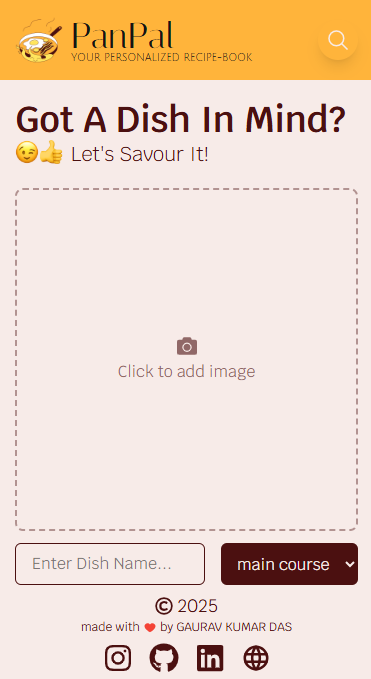 PanPal
YOUR PERSONALIZED RECIPE-BOOK
Got A Dish In Mind?
😉👍 Let's Savour It!
Click to add image
Enter Dish Name...
main course
© 2025
made with ❤️ by GAURAV KUMAR DAS